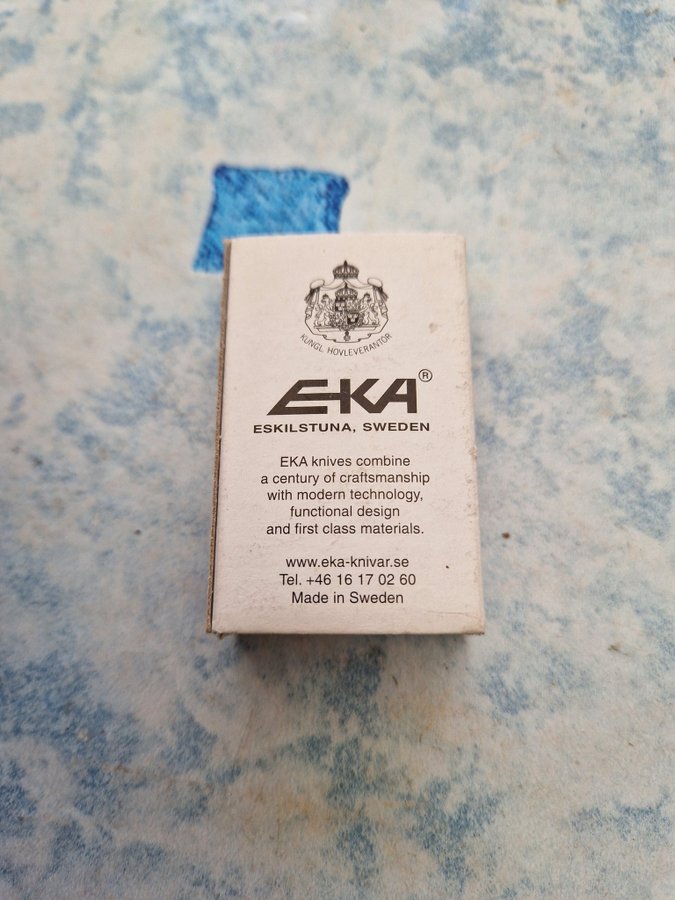 KUNGL HOVLEVERANTÖR
EKA®
ESKILSTUNA, SWEDEN
EKA knives combine
a century of craftsmanship
with modern technology,
functional design
and first class materials.
www.eka-knivar.se
Tel. +46 16 17 02 60
Made in Sweden